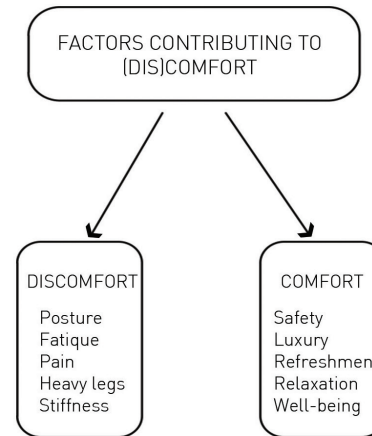 FACTORS CONTRIBUTING TO
(DIS)COMFORT
DISCOMFORT
Posture
Fatique
Pain
Heavy legs
Stiffness
COMFORT
Safety
Luxury
Refreshmen
Relaxation
Well-being